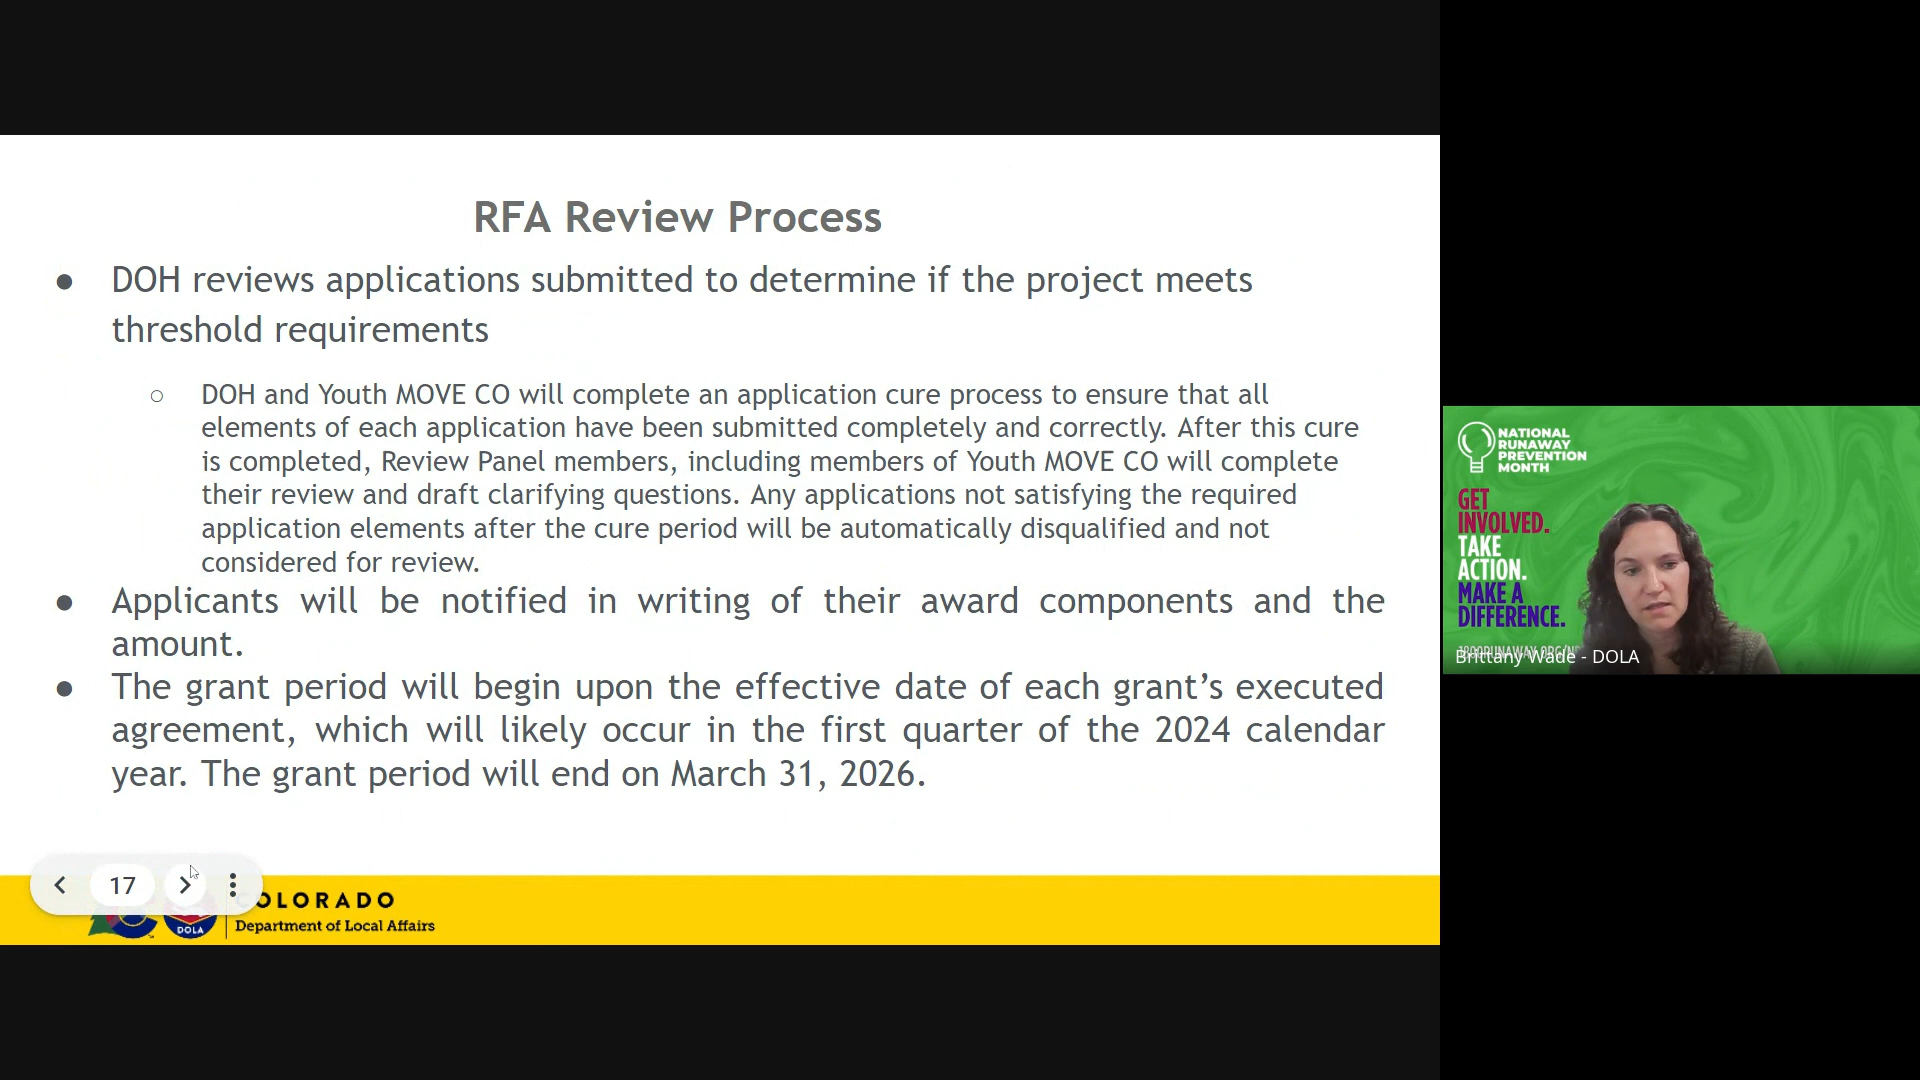 RFA Review Process
● DOH reviews applications submitted to determine if the project meets
threshold requirements
○ DOH and Youth MOVE CO will complete an application cure process to ensure that all
elements of each application have been submitted completely and correctly. After this cure
is completed, Review Panel members, including members of Youth MOVE CO will complete
their review and draft clarifying questions. Any applications not satisfying the required
application elements after the cure period will be automatically disqualified and not
considered for review.
● Applicants will be notified in writing of their award components and the
amount.
● The grant period will begin upon the effective date of each grant’s executed
agreement, which will likely occur in the first quarter of the 2024 calendar
year. The grant period will end on March 31, 2026.
17
DOLA
OLORADO
Department of Local Affairs
NATIONAL
RUNAWAY
PREVENTION
MONTH
GET
INVOLVED.
TAKE
ACTION.
MAKE A
DIFFERENCE.
Brittany Wade - DOLA